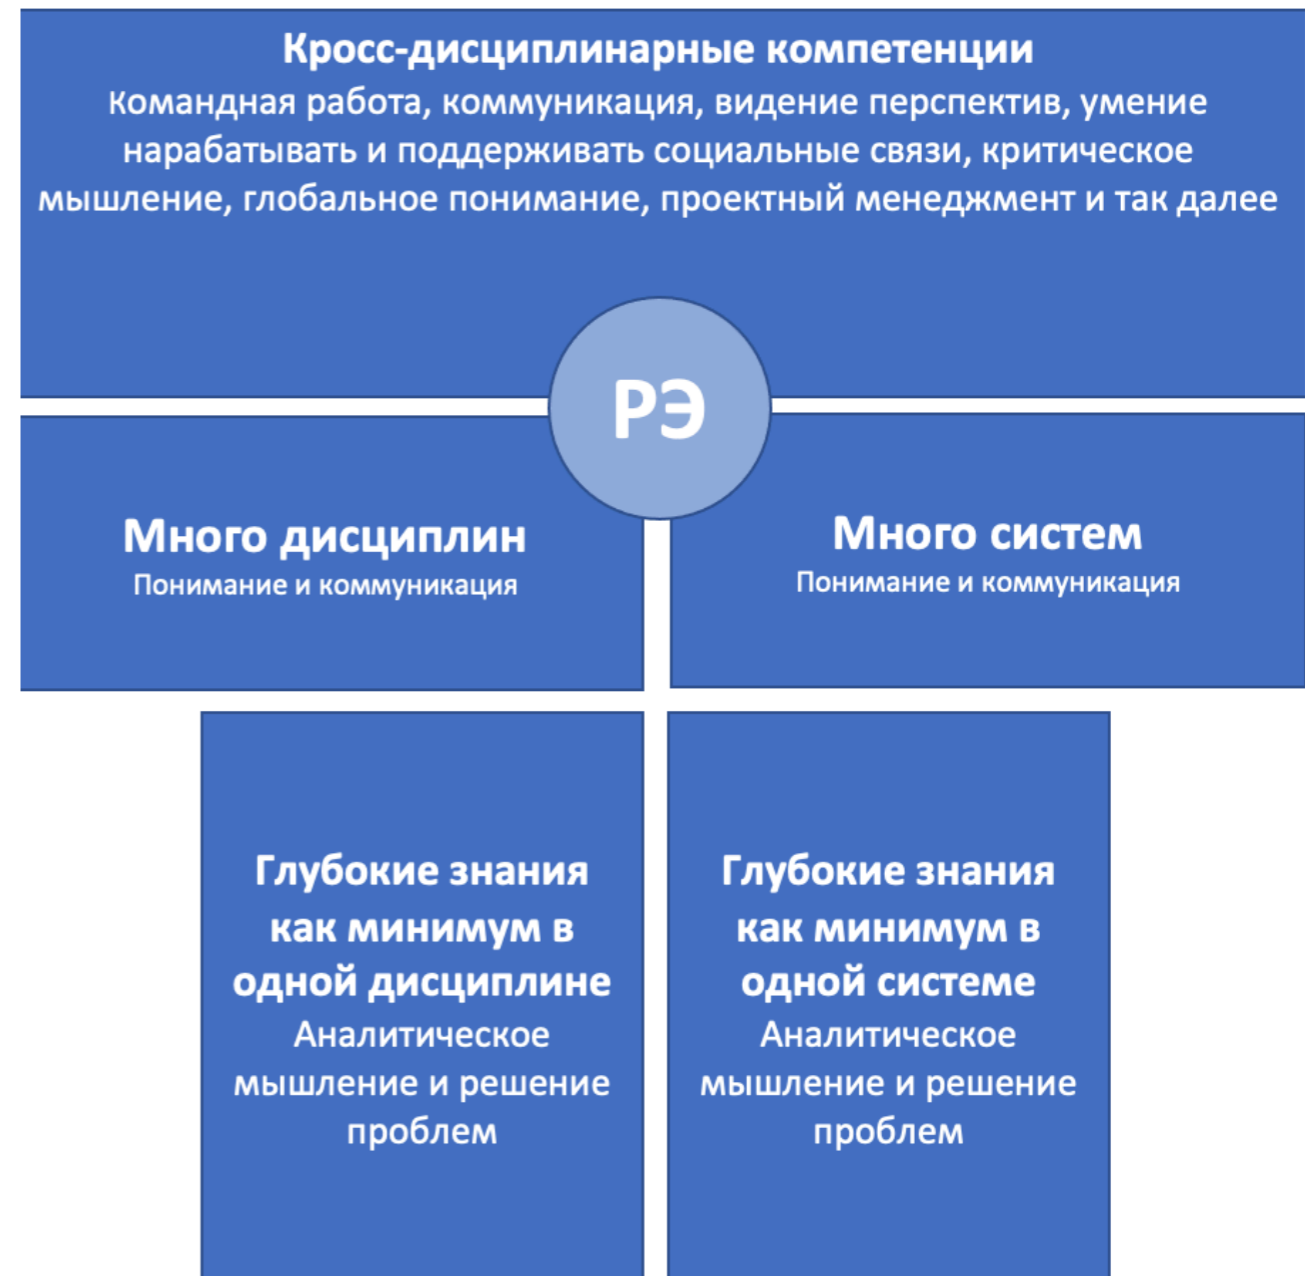 Кросс-дисциплинарные компетенции
Командная работа, коммуникация, видение перспектив, умение
нарабатывать и поддерживать социальные связи, критическое
мышление, глобальное понимание, проектный менеджмент и так далее
РЭ
Много дисциплин
Понимание и коммуникация
Много систем
Понимание и коммуникация
Глубокие знания
как минимум в
одной дисциплине
Аналитическое
мышление и решение
проблем
Глубокие знания
как минимум в
одной системе
Аналитическое
мышление и решение
проблем